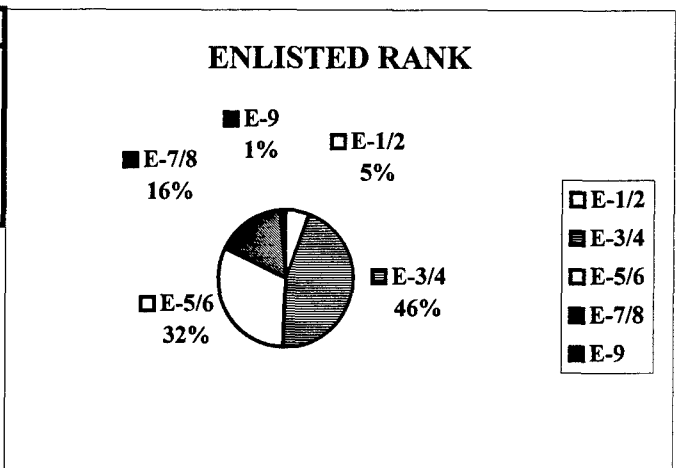 ENLISTED RANK
E-9
1%
E-1/2
5%
E-7/8
16%
E-3/4
46%
E-5/6
32%
E-1/2
E-3/4
E-5/6
E-7/8
E-9